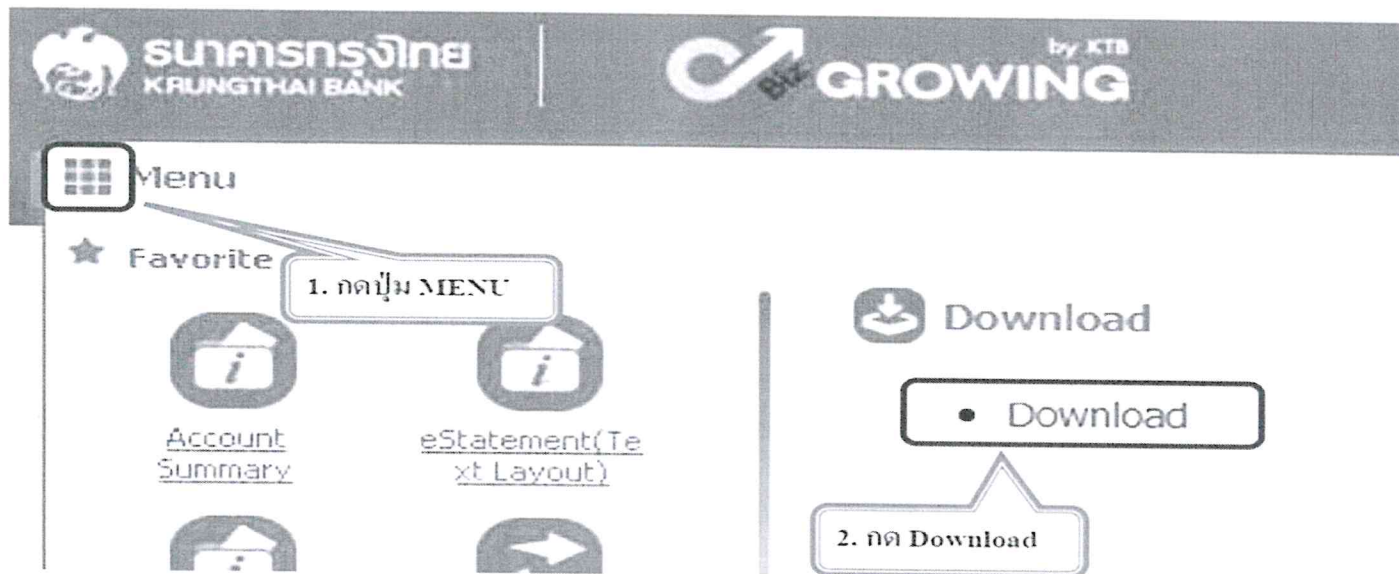 ธนาคารกรุงไทย
KRUNGTHAI BANK
by KTB
Biz GROWING
Menu
Favorite
1. กดปุ่ม MENU
Download
• Download
Account
Summary
eStatement(Te
xt Layout)
2. กด Download